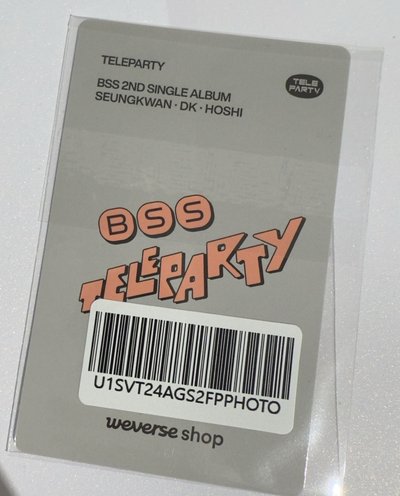 TELEPARTY
BSS 2ND SINGLE ALBUM
SEUNGKWAN · DK · HOSHI
TELE
PARTY
BSS
TELEPARTY
U1SVT24AGS2FPPHOTO
weverse shop